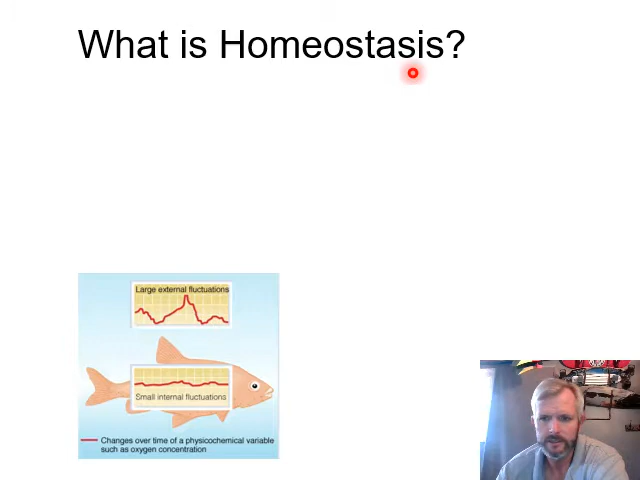 What is Homeostasis?
Large external fluctuations
Small internal fluctuations
Changes over time of a physicochemical variable
such as oxygen concentration